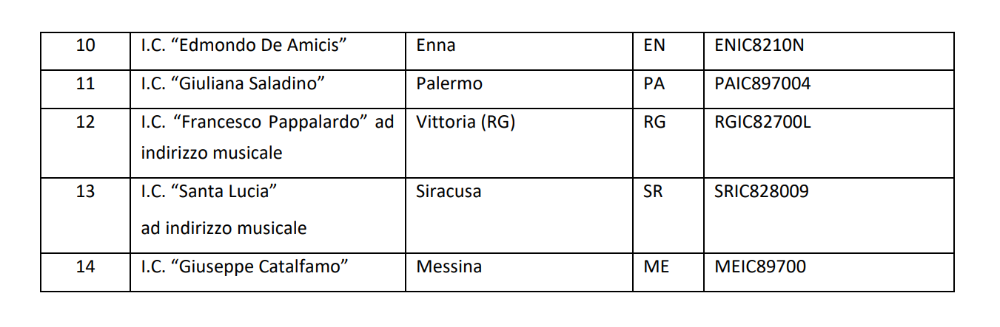 10 I.C. “Edmondo De Amicis” Enna EN ENIC8210N
11 I.C. “Giuliana Saladino” Palermo PA PAIC897004
12 I.C. “Francesco Pappalardo” ad Vittoria (RG) RG RGIC82700L
indirizzo musicale
13 I.C. “Santa Lucia” Siracusa SR SRIC828009
ad indirizzo musicale
14 I.C. “Giuseppe Catalfamo” Messina ME MEIC89700